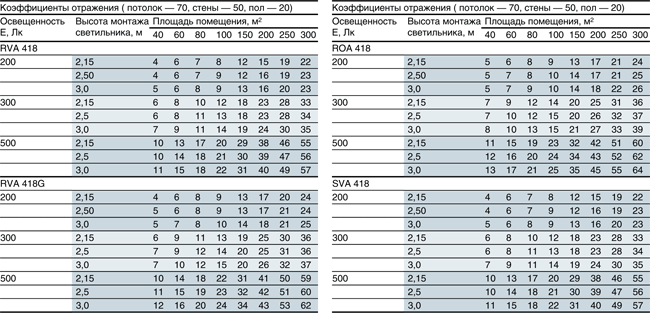 Коэффициенты отражения ( потолок — 70, стены — 50, пол — 20)
Освещенность Е, Лк Высота монтажа светильника, м Площадь помещения, м²
40 60 80 100 150 200 250 300
RVA 418
200 2,15 4 6 7 8 12 15 19 22
2,50 4 6 7 9 12 16 19 23
3,0 5 6 8 9 13 16 20 23
300 2,15 6 8 10 12 18 23 28 33
2,5 6 8 11 13 18 23 28 34
3,0 7 9 11 14 19 24 30 35
500 2,15 10 13 17 20 29 38 46 55
2,5 10 14 18 21 30 39 47 56
3,0 11 15 18 22 31 40 49 57
RVA 418G
200 2,15 4 6 8 9 13 17 20 24
2,50 5 6 8 9 13 17 21 24
3,0 5 7 8 10 14 18 21 25
300 2,15 6 9 11 13 19 25 30 36
2,5 7 9 12 14 20 25 31 36
3,0 7 10 12 15 20 26 32 37
500 2,15 10 14 18 22 31 41 50 59
2,5 11 15 19 23 32 42 51 60
3,0 12 16 20 24 34 43 53 62
Коэффициенты отражения ( потолок — 70, стены — 50, пол — 20)
Освещенность Е, Лк Высота монтажа светильника, м Площадь помещения, м²
40 60 80 100 150 200 250 300
ROA 418
200 2,15 5 6 8 9 13 17 21 24
2,50 5 7 8 10 14 17 21 25
3,0 5 7 9 10 14 18 22 26
300 2,15 7 9 12 14 20 25 31 36
2,5 7 10 12 15 20 26 32 37
3,0 8 10 13 15 21 27 33 39
500 2,15 11 15 19 23 32 42 51 60
2,5 12 16 20 24 34 43 52 62
3,0 13 17 21 25 35 45 55 64
SVA 418
200 2,15 4 6 7 8 12 15 19 22
2,50 4 6 7 9 12 16 19 23
3,0 5 6 8 9 13 16 20 23
300 2,15 6 8 10 12 18 23 28 33
2,5 6 8 11 13 18 23 28 34
3,0 7 9 11 14 19 24 30 35
500 2,15 10 13 17 20 29 38 46 55
2,5 10 14 18 21 30 39 47 56
3,0 11 15 18 22 31 40 49 57